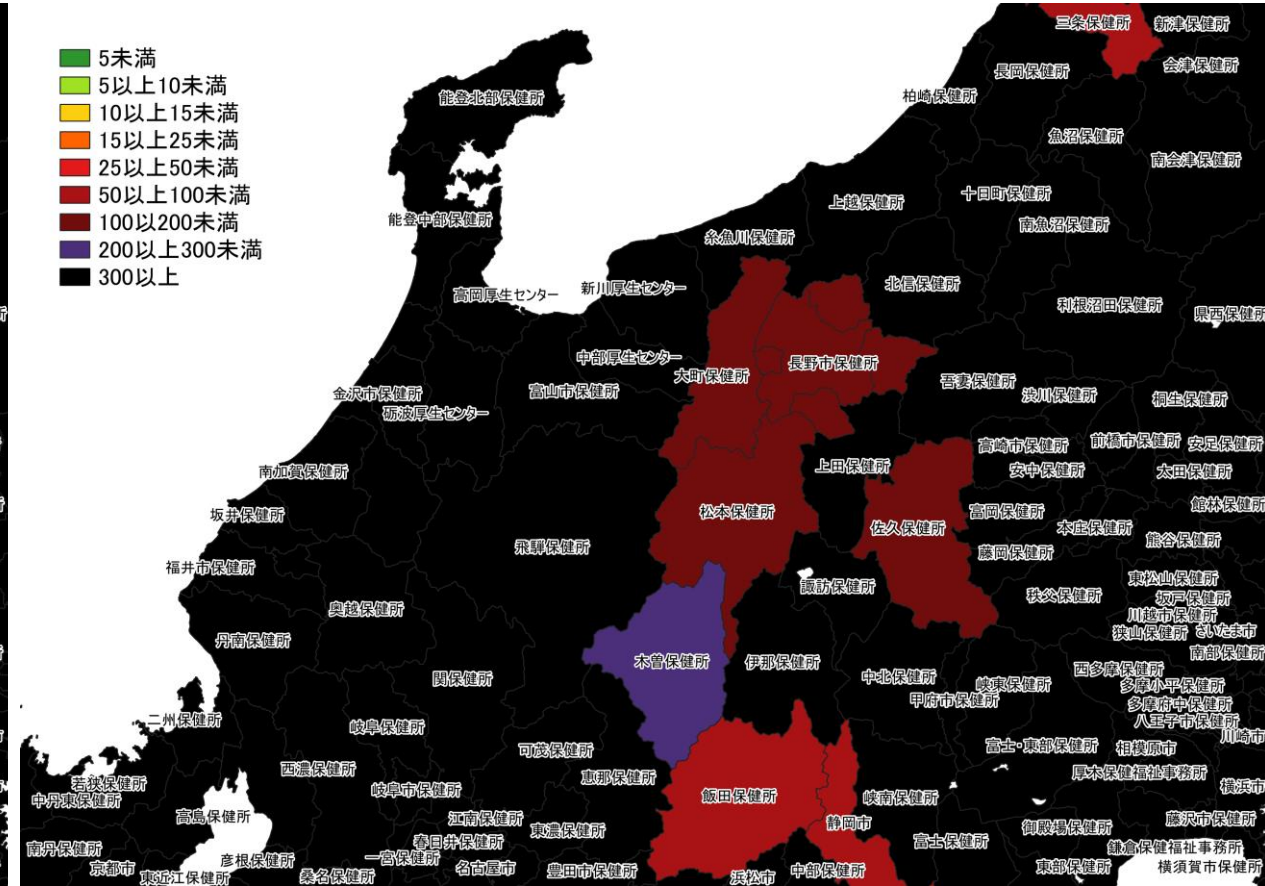 5未満
5以上10未満
10以上15未満
15以上25未満
25以上50未満
50以上100未満
100以200未満
200以上300未満
300以上
三条保健所
新津保健所
長岡保健所
会津保健所
能登北部保健所
柏崎保健所
魚沼保健所
南会津保健所
十日町保健所
上越保健所
能登中部保健所
南魚沼保健所
糸魚川保健所
北信保健所
新川厚生センター
高岡厚生センター
利根沼田保健所
県西保健所
中部厚生センター
長野市保健所
大町保健所
吾妻保健所
富山市保健所
金沢市保健所
渋川保健所
桐生保健所
砺波厚生センター
高崎市保健所
前橋市保健所
安足保健所
上田保健所
安中保健所
太田保健所
南加賀保健所
館林保健所
坂井保健所
松本保健所
富岡保健所
佐久保健所
本庄保健所
熊谷保健所
飛騨保健所
藤岡保健所
福井市保健所
東松山保健所
諏訪保健所
秩父保健所
坂戸保健所
奥越保健所
川越市保健所
狭山保健所
さいたま市
丹南保健所
南部保健所
木曽保健所
伊那保健所
西多摩保健所
中北保健所
関保健所
峡東保健所
多摩小平保健所
甲府市保健所
多摩府中保健所
二州保健所
八王子市保健所
岐阜保健所
川崎市
可茂保健所
富士・東部保健所
相模原市
西濃保健所
恵那保健所
厚木保健福祉事務所
若狭保健所
横浜市
岐阜市保健所
飯田保健所
峡南保健所
中丹東保健所
高島保健所
江南保健所
藤沢市保健所
静岡市
御殿場保健所
東濃保健所
春日井保健所
富士保健所
南丹保健所
鎌倉保健福祉事務所
一宮保健所
彦根保健所
京都市
名古屋市
豊田市保健所
中部保健所
東部保健所
横須賀市保健所
東近江保健所
桑名保健所
浜松市